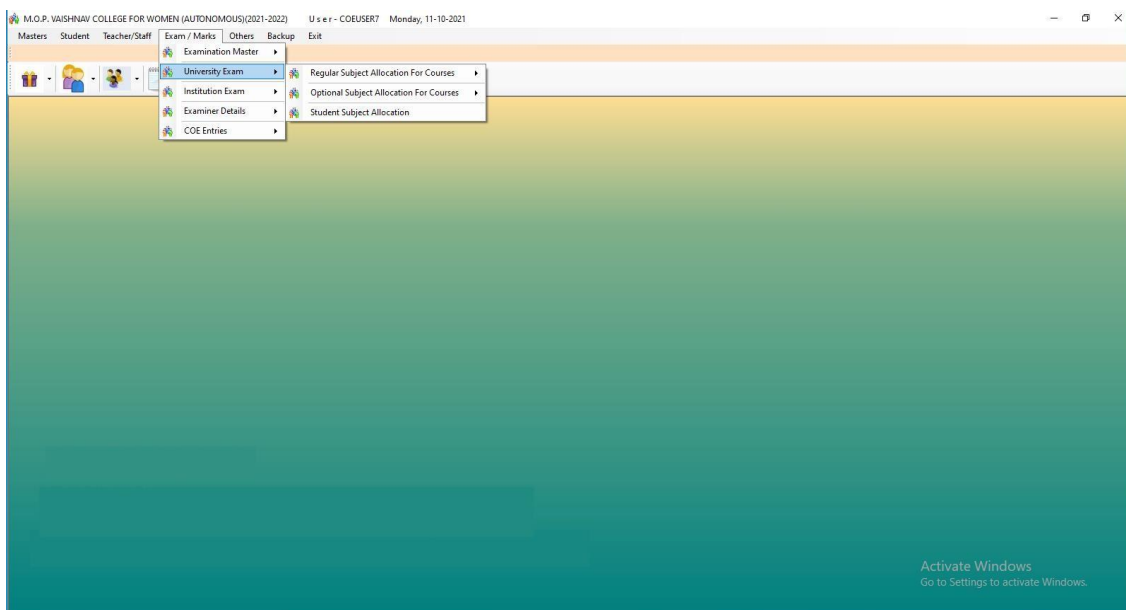 M.O.P. VAISHNAV COLLEGE FOR WOMEN (AUTONOMOUS)(2021-2022) U s e r - COEUSER7 Monday, 11-10-2021
Masters Student Teacher/Staff Exam / Marks Others Backup Exit
Examination Master
University Exam
Institution Exam
Examiner Details
COE Entries
Regular Subject Allocation For Courses
Optional Subject Allocation For Courses
Student Subject Allocation
Activate Windows
Go to Settings to activate Windows.